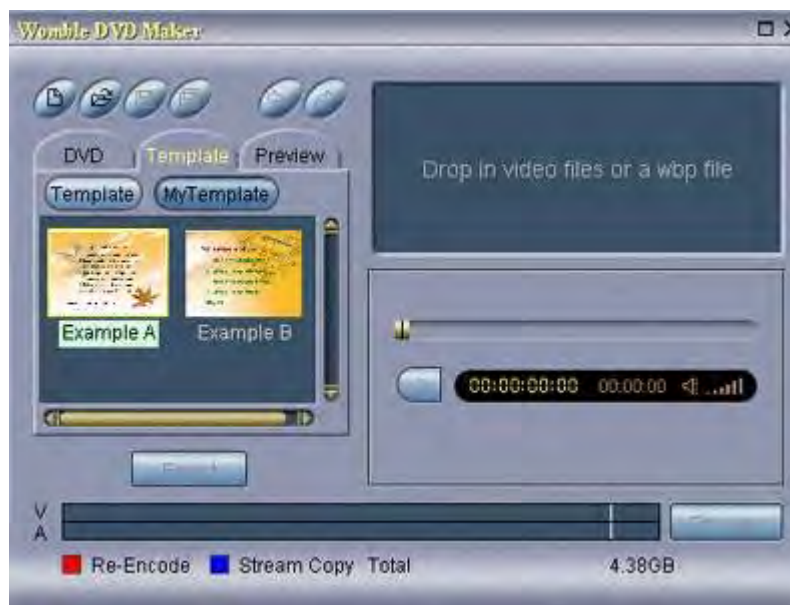 Womble DVD Maker
DVD Template Preview
Template MyTemplate
Drop in video files or a wbp file
Example A Example B
00:00:00:00 00:00:00
V
A
Re-Encode Stream Copy Total 4.38GB